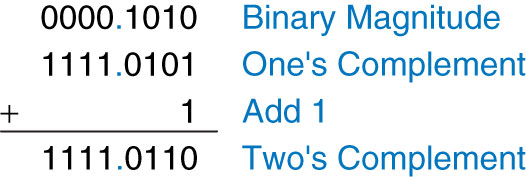 0000.1010 Binary Magnitude
1111.0101 One's Complement
+ 1 Add 1
1111.0110 Two's Complement